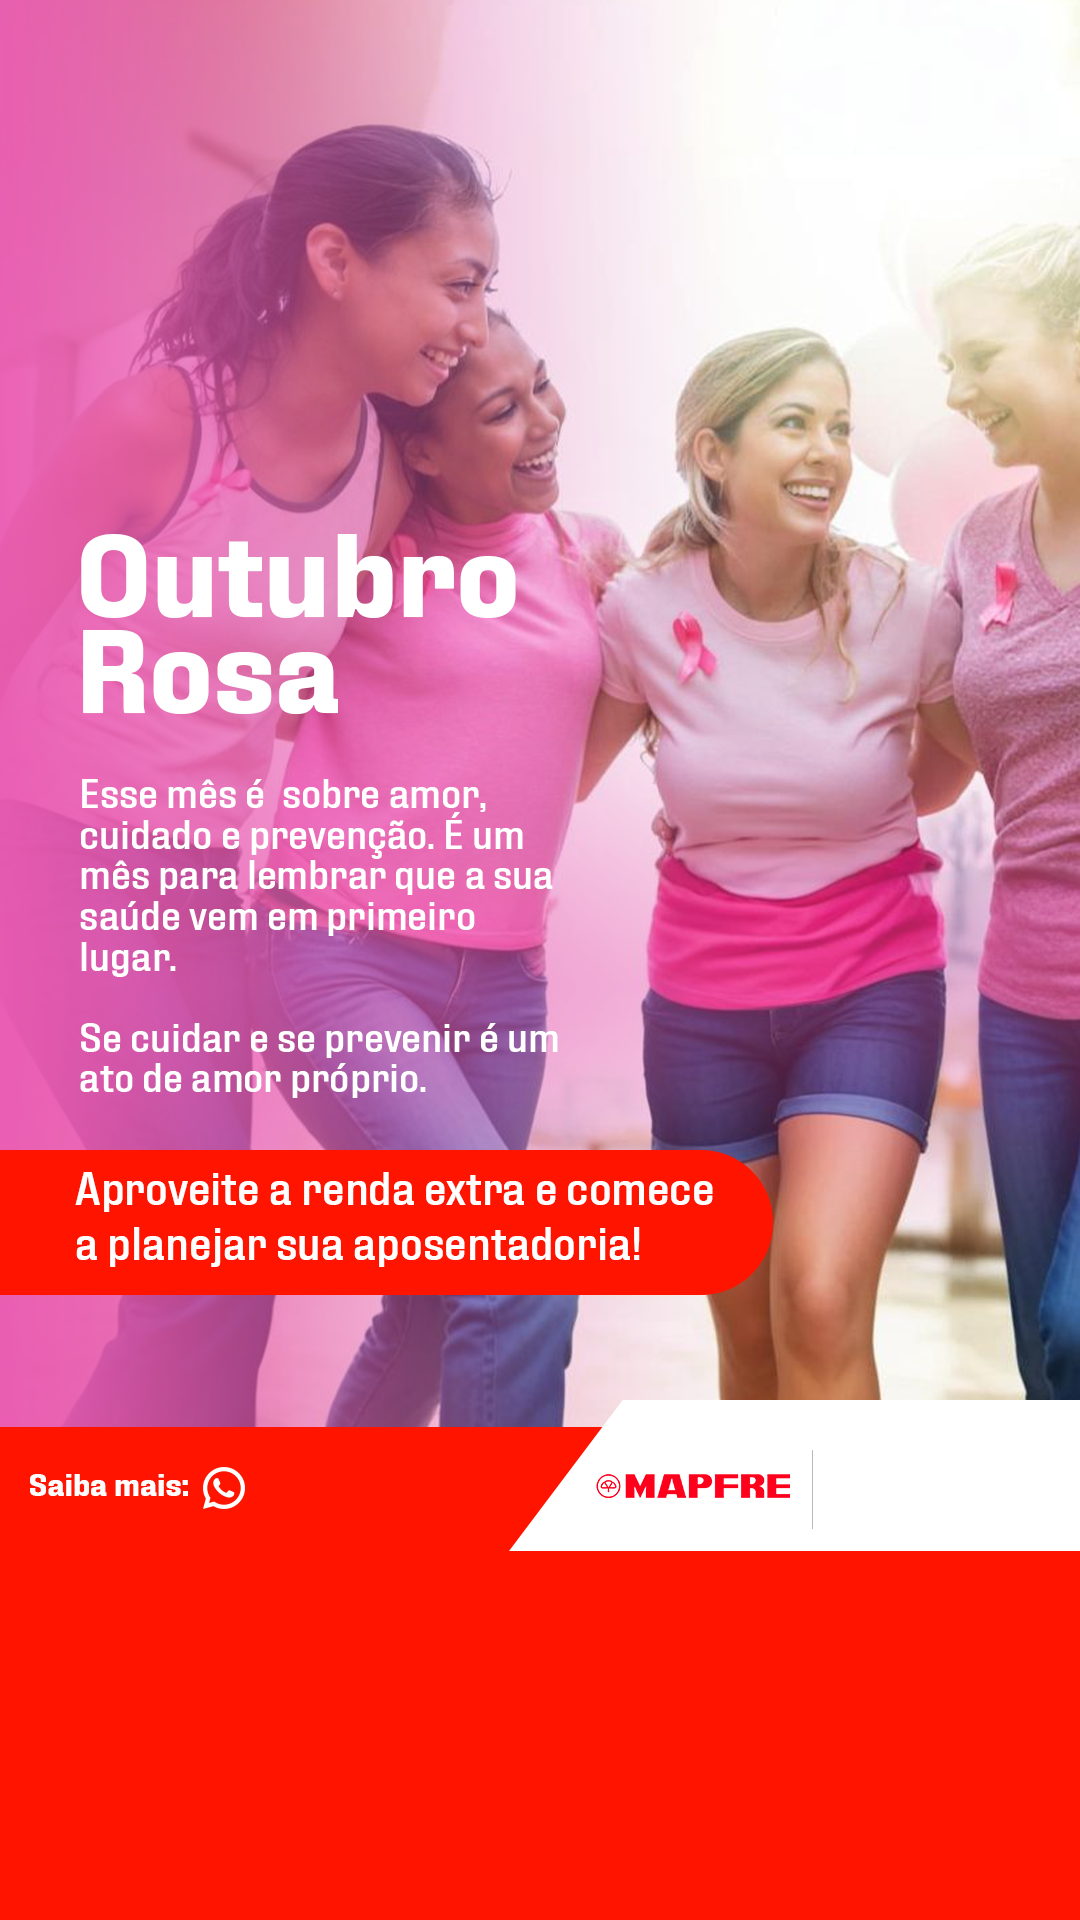 Outubro
Rosa
Esse mês é  sobre amor,
cuidado e prevenção. É um
mês para lembrar que a sua
saúde vem em primeiro
lugar.
Se cuidar e se prevenir é um
ato de amor próprio.
Aproveite a renda extra e comece
a planejar sua aposentadoria!
Saiba mais:
MAPFRE